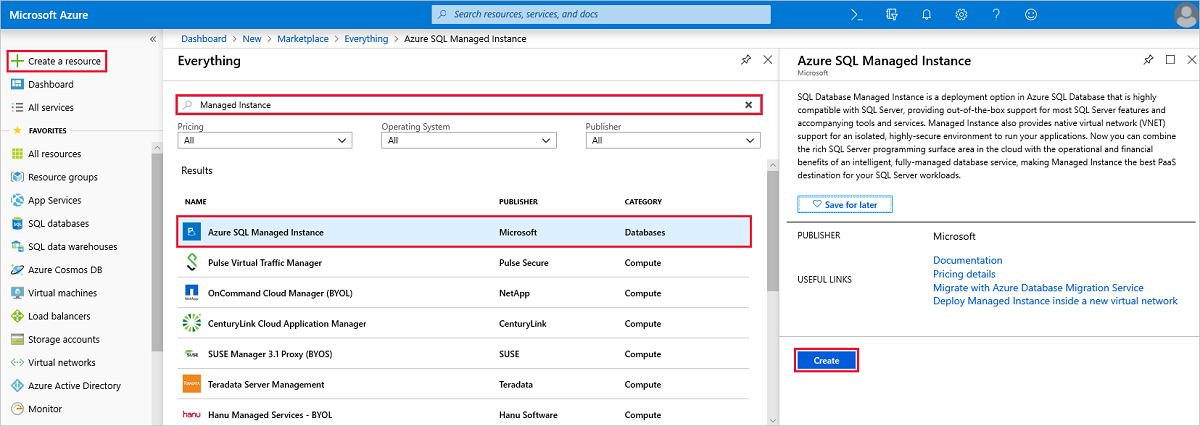 Microsoft Azure
Search resources, services, and docs
Create a resource
Dashboard
All services
FAVORITES
All resources
Resource groups
App Services
SQL databases
SQL data warehouses
Azure Cosmos DB
Virtual machines
Load balancers
Storage accounts
Virtual networks
Azure Active Directory
Monitor
Dashboard > New > Marketplace > Everything > Azure SQL Managed Instance
Everything
Managed Instance
Pricing Operating System Publisher
All All All
Results
NAME PUBLISHER CATEGORY
Azure SQL Managed Instance Microsoft Databases
Pulse Virtual Traffic Manager Pulse Secure Compute
NetApp OnCommand Cloud Manager (BYOL) NetApp Compute
CenturyLink Cloud Application Manager CenturyLink Compute
SUSE SUSE Manager 3.1 Proxy (BYOS) SUSE Compute
Teradata Teradata Server Management Teradata Compute
hanu Hanu Managed Services - BYOL Hanu Software Compute
Azure SQL Managed Instance
Microsoft
SQL Database Managed Instance is a deployment option in Azure SQL Database that is highly
compatible with SQL Server, providing out-of-the-box support for most SQL Server features and
accompanying tools and services. Managed Instance also provides native virtual network (VNET)
support for an isolated, highly-secure environment to run your applications. Now you can combine
the rich SQL Server programming surface area in the cloud with the operational and financial
benefits of an intelligent, fully-managed database service, making Managed Instance the best PaaS
destination for your SQL Server workloads.
Save for later
PUBLISHER Microsoft
USEFUL LINKS
Documentation
Pricing details
Migrate with Azure Database Migration Service
Deploy Managed Instance inside a new virtual network
Create